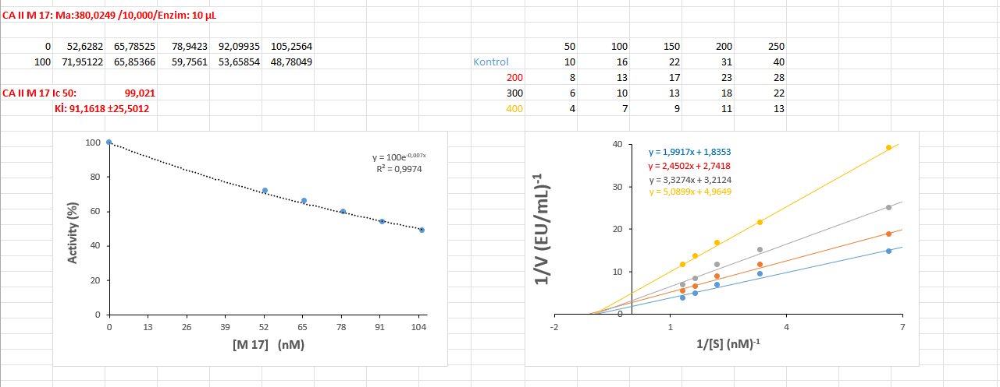 CA II M 17: Ma:380,0249 /10,000/Enzim: 10 µL
0 52,6282 65,78525 78,9423 92,09935 105,2564
100 71,95122 65,85366 59,7561 53,65854 48,78049
50 100 150 200 250
Kontrol 10 16 22 31 40
200 8 13 17 23 28
300 6 10 13 18 22
400 4 7 9 11 13
CA II M 17 Ic 50: 99,021
Kİ: 91,1618 ±25,5012
100
80
60
40
20
0
0 13 26 39 52 65 78 91 104
Activity (%)
[M 17] (nM)
y = 100e-0,007x
R² = 0,9974
40
30
20
10
0
-2 1 4 7
1/V (EU/mL)-1
1/[S] (nM)-1
y = 1,9917x + 1,8353
y = 2,4502x + 2,7418
y = 3,3274x + 3,2124
y = 5,0899x + 4,9649